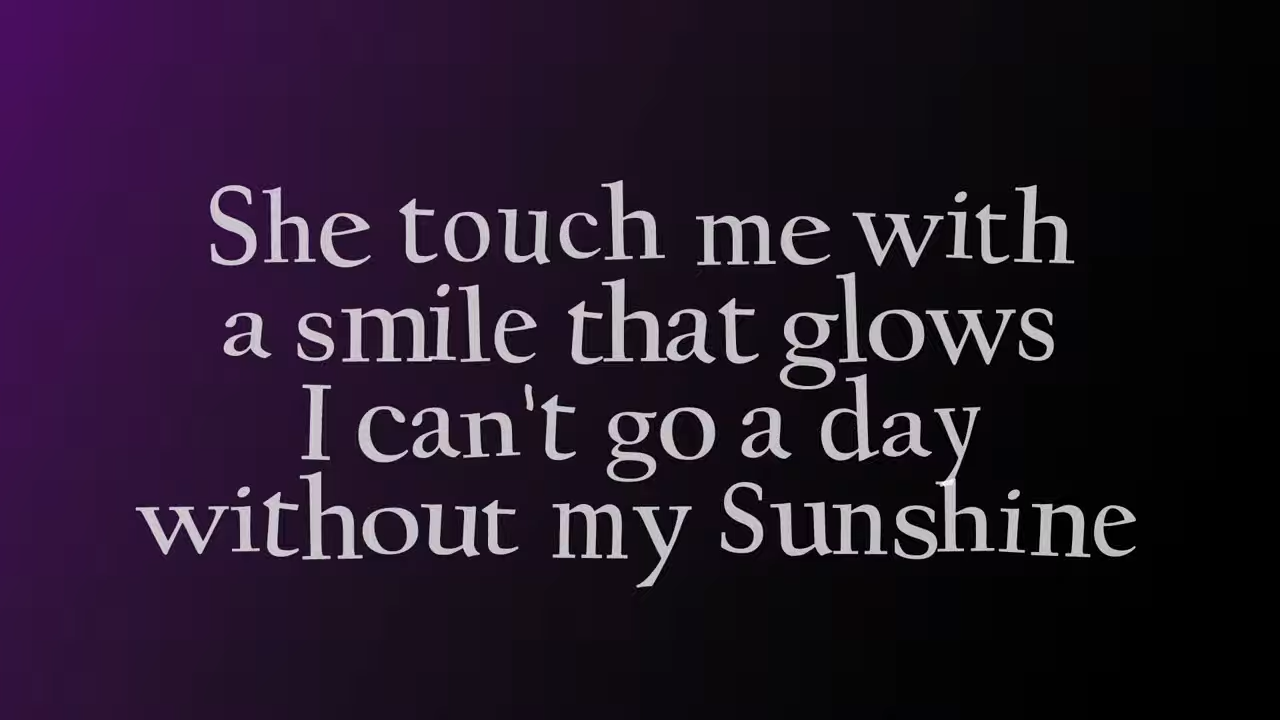 She touch me with
a smile that glows
I can't go a day
without my Sunshine